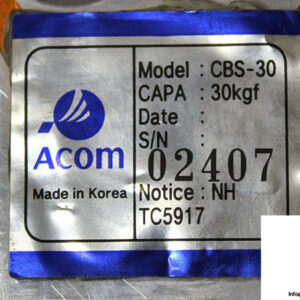 Acom
Made in Korea
Model : CBS-30
CAPA : 30kgf
Date :
S/N :
02407
Notice : NH
TC5917